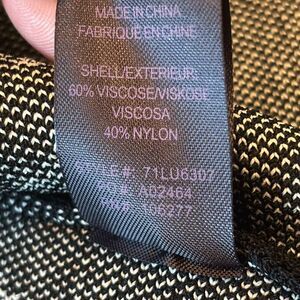 MADE IN CHINA
FABRIQUE EN CHINE
SHELL/EXTERIEUR:
60% VISCOSE/VISKOSE/
VISCOSA
40% NYLON
STYLE #: 71LU6307
PO #: A02464
RN#: 106277